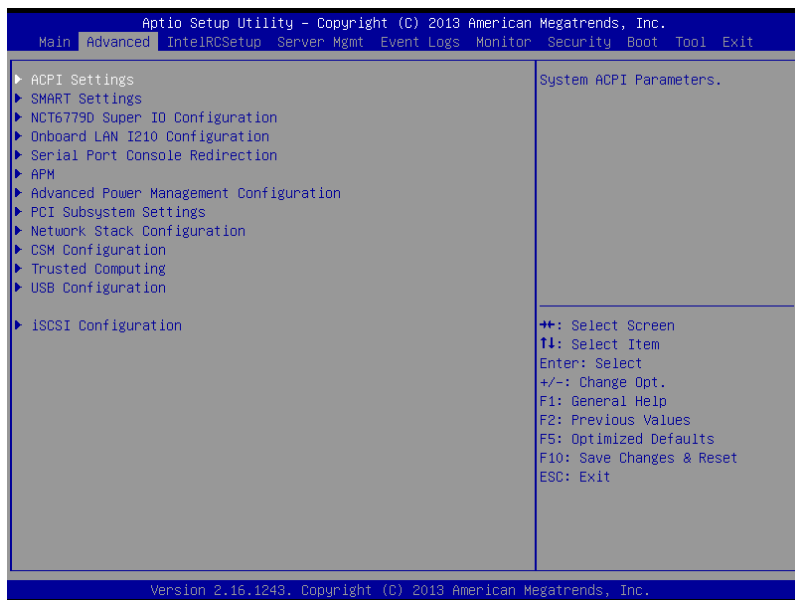 Aptio Setup Utility – Copyright (C) 2013 American Megatrends, Inc.
Main Advanced IntelRCSetup Server Mgmt Event Logs Monitor Security Boot Tool Exit
ACPI Settings
SMART Settings
NCT6779D Super IO Configuration
Onboard LAN I210 Configuration
Serial Port Console Redirection
APM
Advanced Power Management Configuration
PCI Subsystem Settings
Network Stack Configuration
CSM Configuration
Trusted Computing
USB Configuration
iSCSI Configuration
System ACPI Parameters.
→←: Select Screen
↑↓: Select Item
Enter: Select
+/-: Change Opt.
F1: General Help
F2: Previous Values
F5: Optimized Defaults
F10: Save Changes & Reset
ESC: Exit
Version 2.16.1243. Copyright (C) 2013 American Megatrends, Inc.